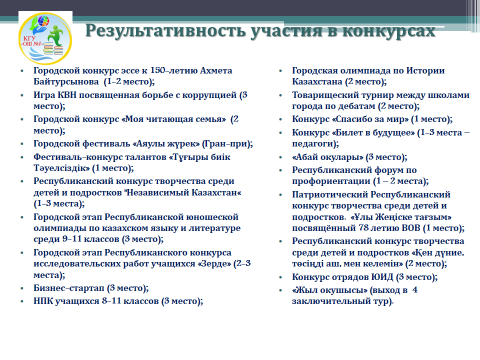 Результативность участия в конкурсах
КГУ
• Городской конкурс эссе к 150-летию Ахмета
Байтурсынова (1-2 место);
• Игра КВН посвященная борьбе с коррупцией (3
место);
• Городской конкурс «Моя читающая семья» (2
место);
• Городской фестиваль «Аяулы жүрек» (Гран-при);
• Фестиваль-конкурс талантов «Тұғыры биік
Тәуелсіздік» (1 место);
• Республиканский конкурс творчества среди
детей и подростков "Независимый Казахстан«
(1-3 места);
• Городской этап Республиканской юношеской
олимпиады по казахском языку и литературе
среди 9-11 классов (3 место);
• Городской этап Республиканского конкурса
исследовательских работ учащихся «Зерде» (2-3
места);
• Бизнес-стартап (3 место);
• НПК учащихся 8-11 классов (3 место);
• Городская олимпиада по Истории
Казахстана (2 место);
• Товарищеский турнир между школами
города по дебатам (2 место);
• Конкурс «Спасибо за мир» (1 место);
• Конкурс «Билет в будущее» (1-3 места –
педагоги);
• «Абай окулары» (3 место);
• Республиканский форум по
профориентации (1 – 2 места);
• Патриотический Республиканский
конкурс творчества среди детей и
подростков. «Ұлы Жеңіске тағзым»
посвящённый 78 летию ВОВ (1 место);
• Республиканский конкурс творчества
среди детей и подростков «Кең дүние,
төсіңді аш, мен келемін» (2 место);
• Конкурс отрядов ЮИД (3 место);
• «Жыл окушысы» (выход в 4
заключительный тур).